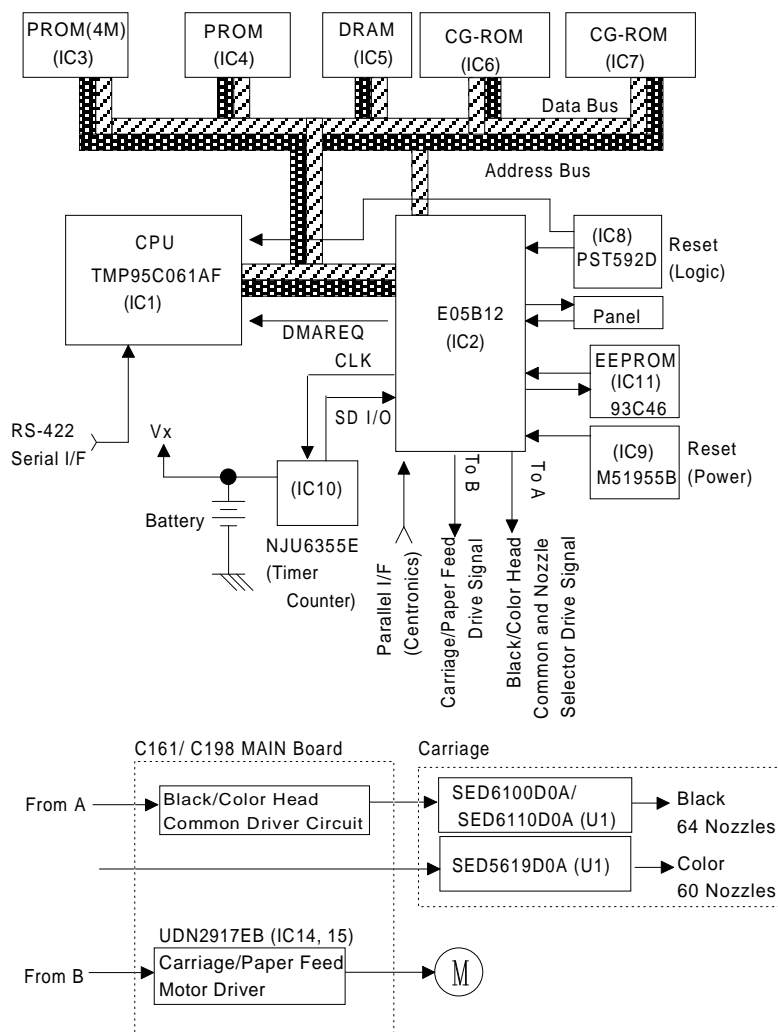 PROM(4M)
(IC3)
PROM
(IC4)
DRAM
(IC5)
CG-ROM
(IC6)
CG-ROM
(IC7)
Data Bus
Address Bus
CPU
TMP95C061AF
(IC1)
E05B12
(IC2)
(IC8)
PST592D
Reset
(Logic)
Panel
EEPROM
(IC11)
93C46
(IC9)
M51955B
Reset
(Power)
DMAREQ
CLK
SD I/O
RS-422
Serial I/F
Vx
Battery
(IC10)
NJU6355E
(Timer
Counter)
Parallel I/F
(Centronics)
To B
Carriage/Paper Feed
Drive Signal
To A
Black/Color Head
Common and Nozzle
Selector Drive Signal
C161/ C198 MAIN Board
Carriage
From A
Black/Color Head
Common Driver Circuit
SED6100D0A/
SED6110D0A (U1)
Black
64 Nozzles
SED5619D0A (U1)
Color
60 Nozzles
UDN2917EB (IC14, 15)
From B
Carriage/Paper Feed
Motor Driver
M